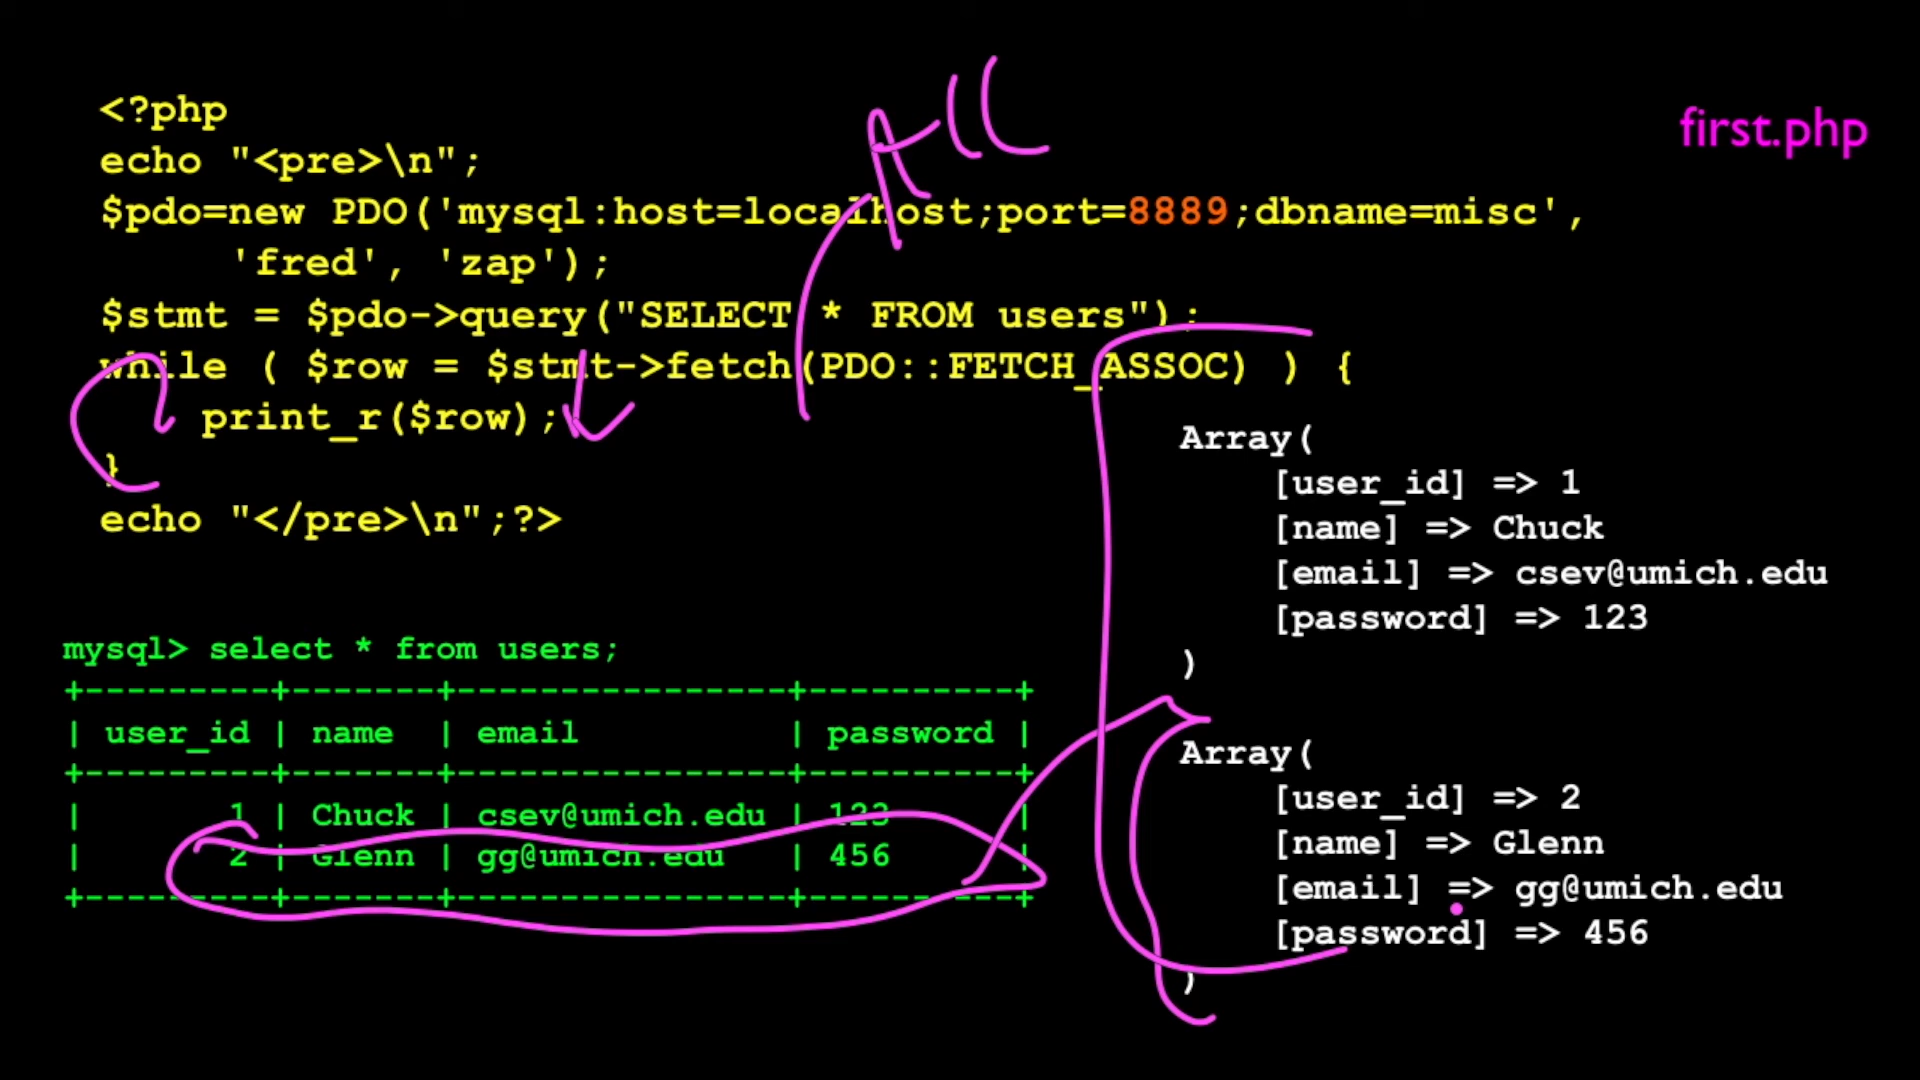 first.php
<?php
echo "<pre>\n";
$pdo=new PDO('mysql:host=localhost;port=8889;dbname=misc',
'fred', 'zap');
$stmt = $pdo->query("SELECT * FROM users");
while ( $row = $stmt->fetch(PDO::FETCH_ASSOC) ) {
print_r($row);
}
echo "</pre>\n";?>
All
mysql> select * from users;
+---------+-------+----------------+----------+
| user_id | name | email | password |
+---------+-------+----------------+----------+
| 1 | Chuck | csev@umich.edu | 123 |
| 2 | Glenn | gg@umich.edu | 456 |
+---------+-------+----------------+----------+
Array(
[user_id] => 1
[name] => Chuck
[email] => csev@umich.edu
[password] => 123
)
Array(
[user_id] => 2
[name] => Glenn
[email] => gg@umich.edu
[password] => 456
)